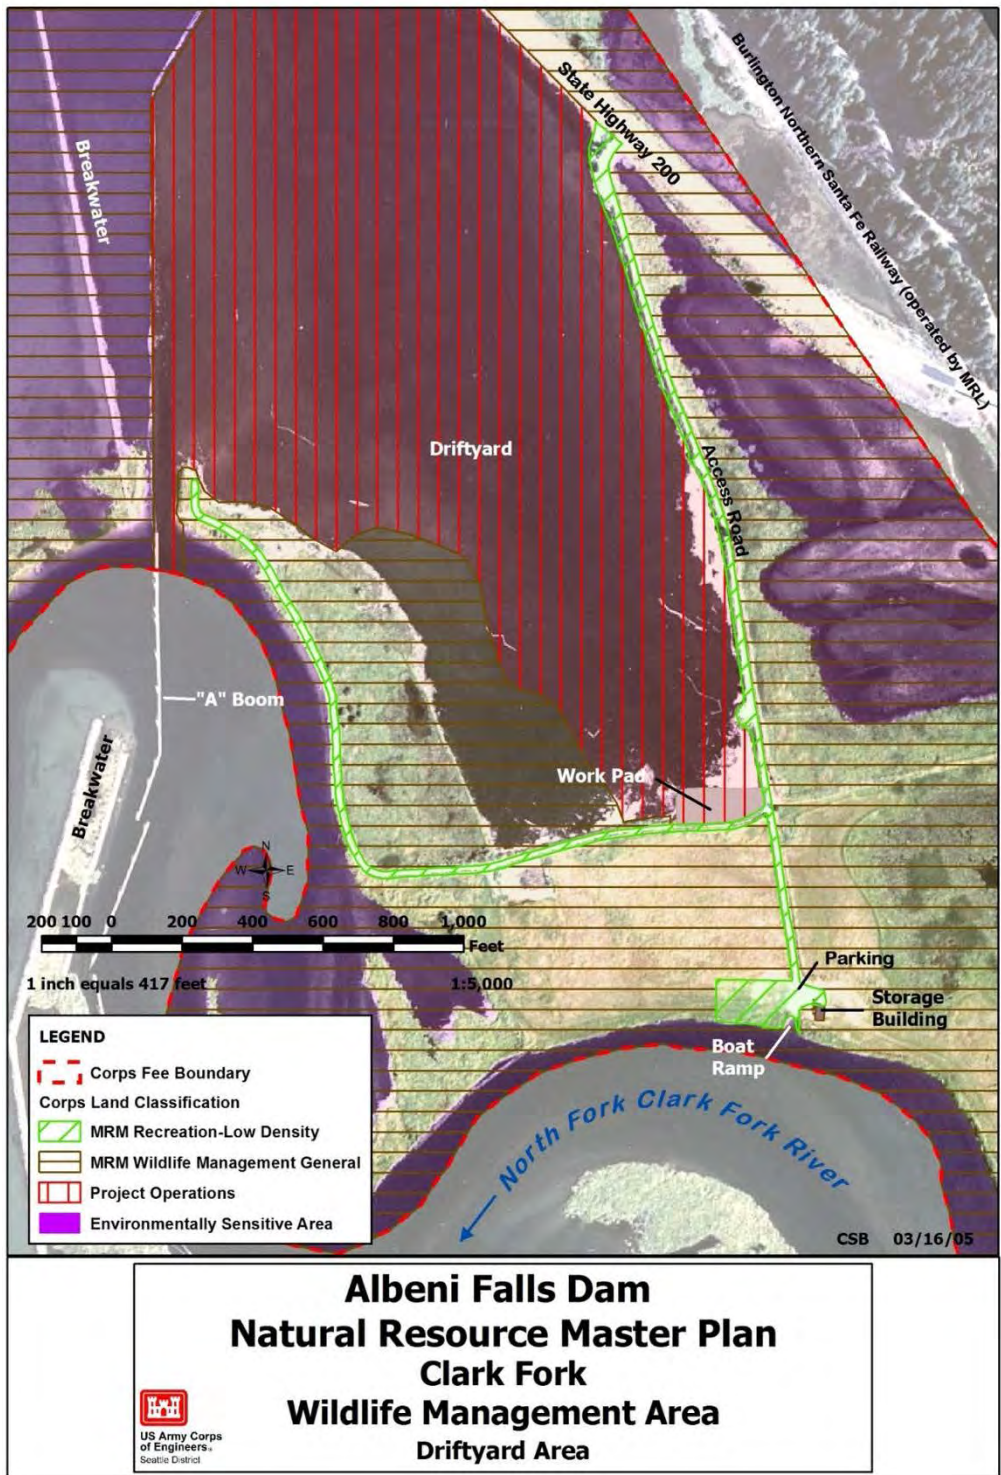 Burlington Northern Santa Fe Railway (operated by MRL)
State Highway 200
Breakwater
Driftyard
Access Road
"A" Boom
Breakwater
Work Pad
N
W E
S
200 100 0 200 400 600 800 1,000
Feet
1 inch equals 417 feet 1:5,000
Parking
Storage
Building
Boat
Ramp
North Fork Clark Fork River
LEGEND
Corps Fee Boundary
Corps Land Classification
MRM Recreation-Low Density
MRM Wildlife Management General
Project Operations
Environmentally Sensitive Area
CSB 03/16/05
Albeni Falls Dam
Natural Resource Master Plan
Clark Fork
Wildlife Management Area
Driftyard Area
US Army Corps
of Engineers®
Seattle District